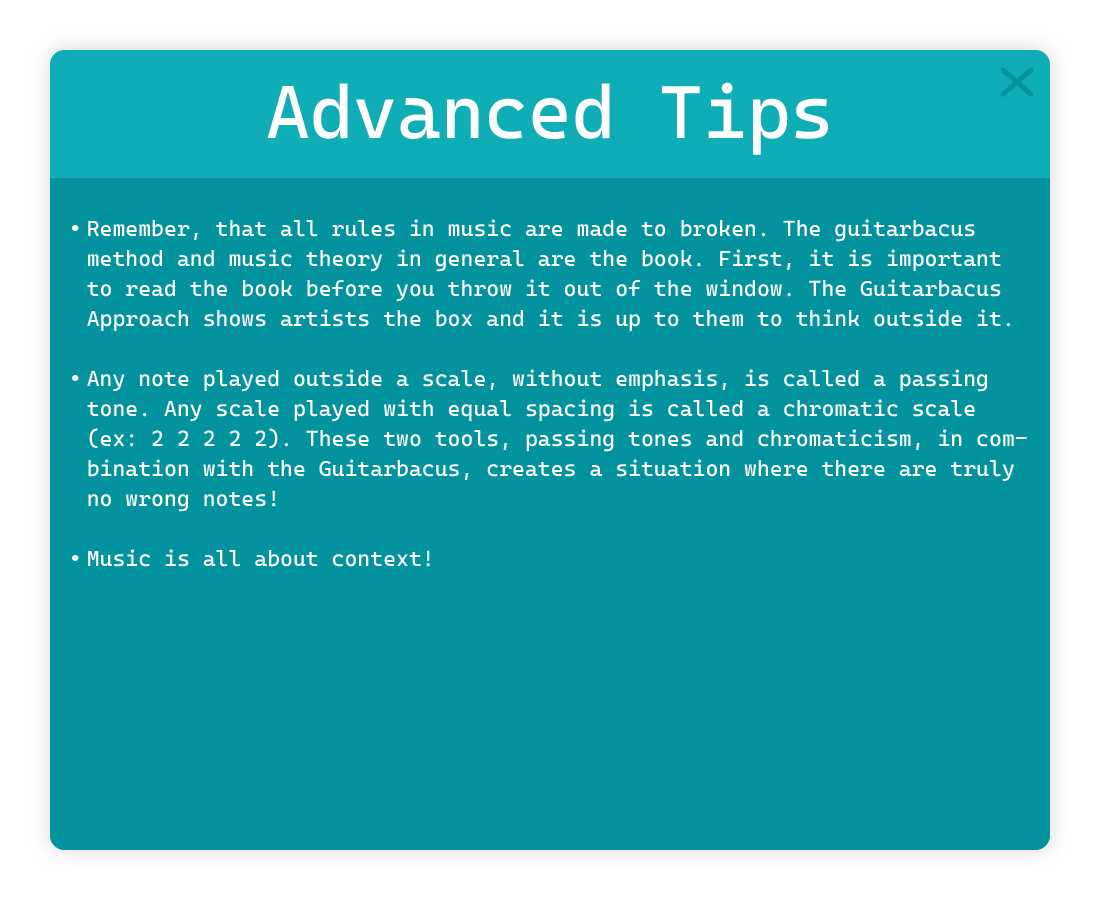 Advanced Tips
• Remember, that all rules in music are made to broken. The guitarbacus
method and music theory in general are the book. First, it is important
to read the book before you throw it out of the window. The Guitarbacus
Approach shows artists the box and it is up to them to think outside it.
• Any note played outside a scale, without emphasis, is called a passing
tone. Any scale played with equal spacing is called a chromatic scale
(ex: 2 2 2 2 2). These two tools, passing tones and chromaticism, in com-
bination with the Guitarbacus, creates a situation where there are truly
no wrong notes!
• Music is all about context!